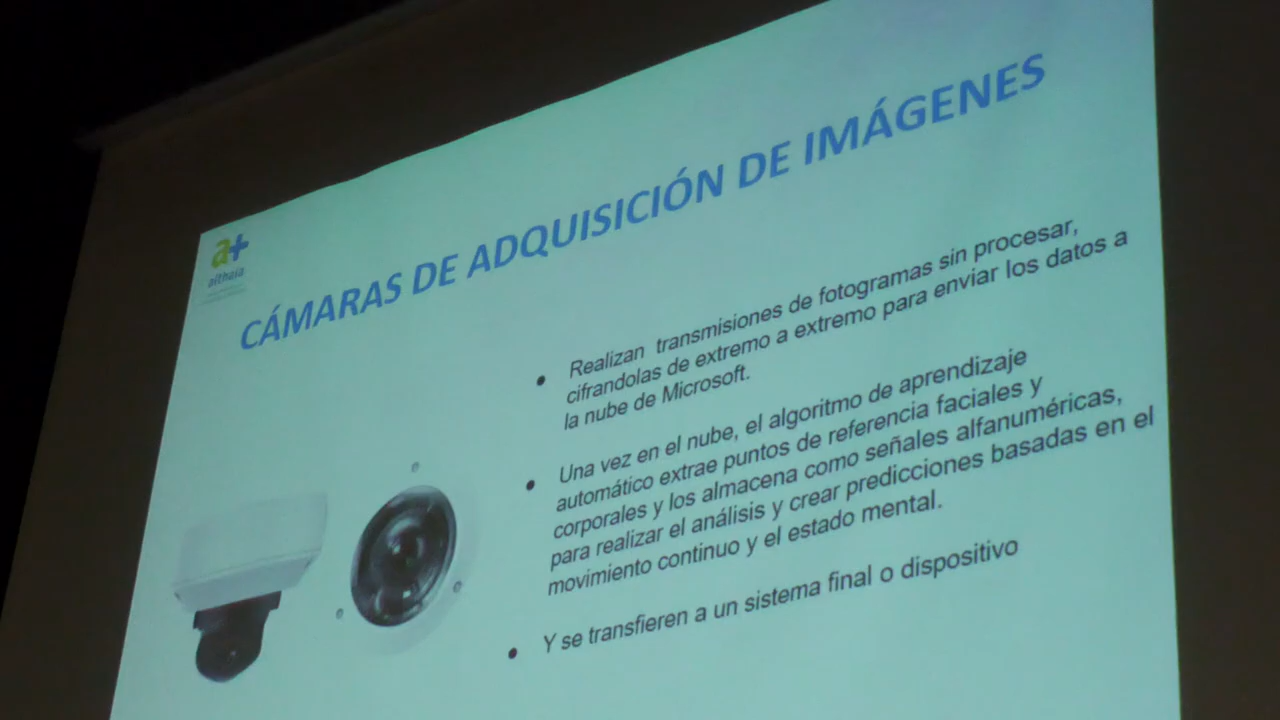 a+
althaia
CÁMARAS DE ADQUISICIÓN DE IMÁGENES
• Realizan transmisiones de fotogramas sin procesar,
cifrandolas de extremo a extremo para enviar los datos a
la nube de Microsoft.
• Una vez en el nube, el algoritmo de aprendizaje
automático extrae puntos de referencia faciales y
corporales y los almacena como señales alfanuméricas,
para realizar el análisis y crear predicciones basadas en el
movimiento continuo y el estado mental.
• Y se transfieren a un sistema final o dispositivo